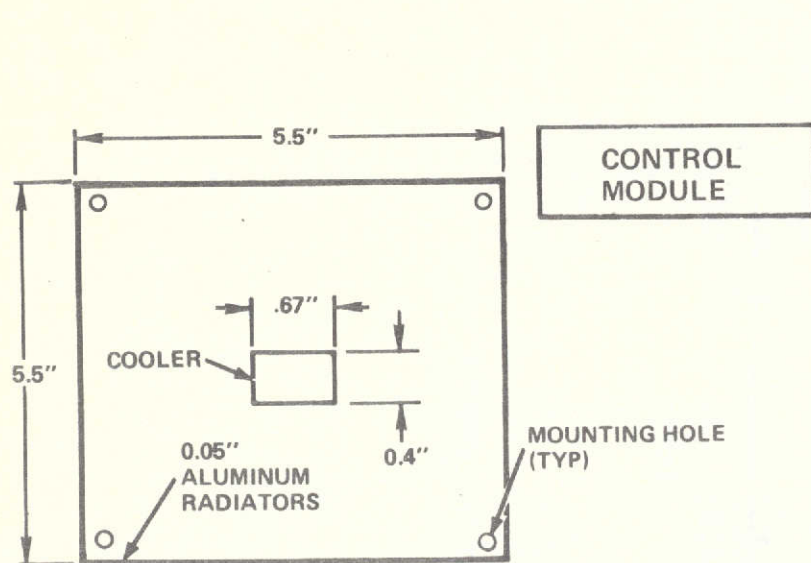 5.5″
CONTROL
MODULE
.67″
COOLER
5.5″
0.4″
MOUNTING HOLE
(TYP)
0.05″
ALUMINUM
RADIATORS